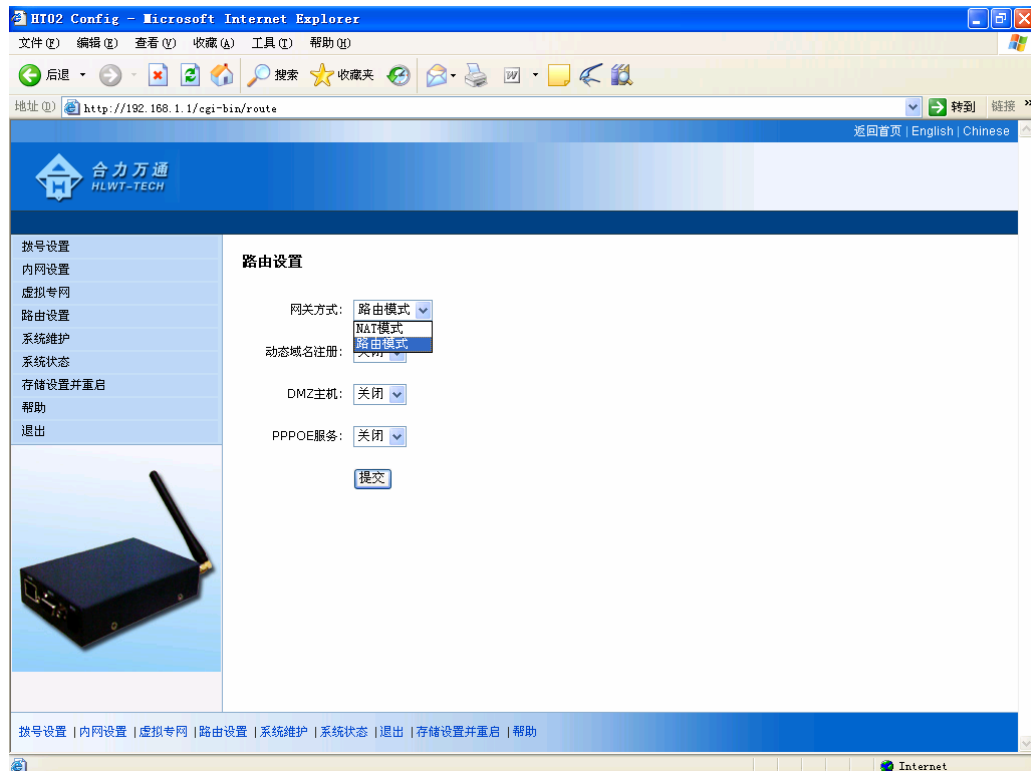 HT02 Config - Microsoft Internet Explorer
文件(F) 编辑(E) 查看(V) 收藏(A) 工具(T) 帮助(H)
后退 搜索 收藏夹
地址(D) http://192.168.1.1/cgi-bin/route 转到 链接 »
返回首页 | English | Chinese
合力万通
HLWT-TECH
拨号设置
内网设置
虚拟专网
路由设置
系统维护
系统状态
存储设置并重启
帮助
退出
路由设置
网关方式: 路由模式
NAT模式
路由模式
动态域名注册: 关闭
DMZ主机: 关闭
PPPOE服务: 关闭
提交
拨号设置 |内网设置 |虚拟专网 |路由设置 |系统维护 |系统状态 |退出 |存储设置并重启 |帮助
Internet